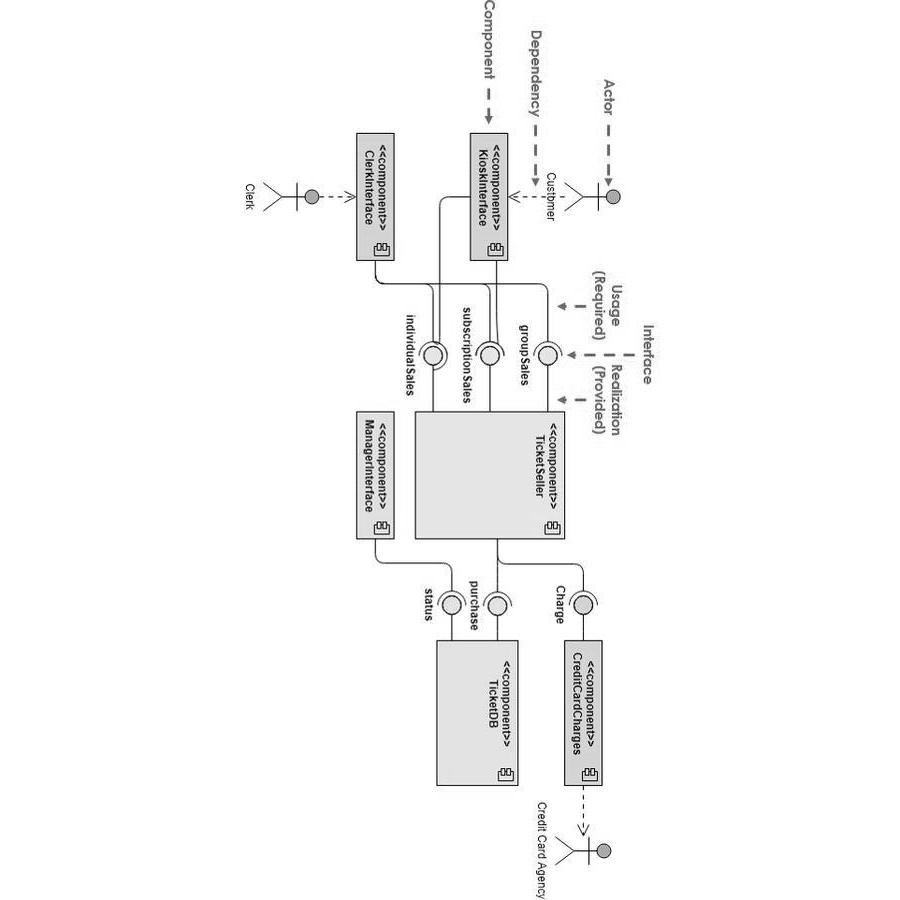 Interface
Usage
(Required)
Realization
(Provided)
Actor
Dependency
Component
Customer
<<component>>
KioskInterface
<<component>>
ClerkInterface
Clerk
groupSales
subscriptionSales
individualSales
<<component>>
TicketSeller
<<component>>
ManagerInterface
Charge
purchase
status
<<component>>
CreditCardCharges
<<component>>
TicketDB
Credit Card Agency